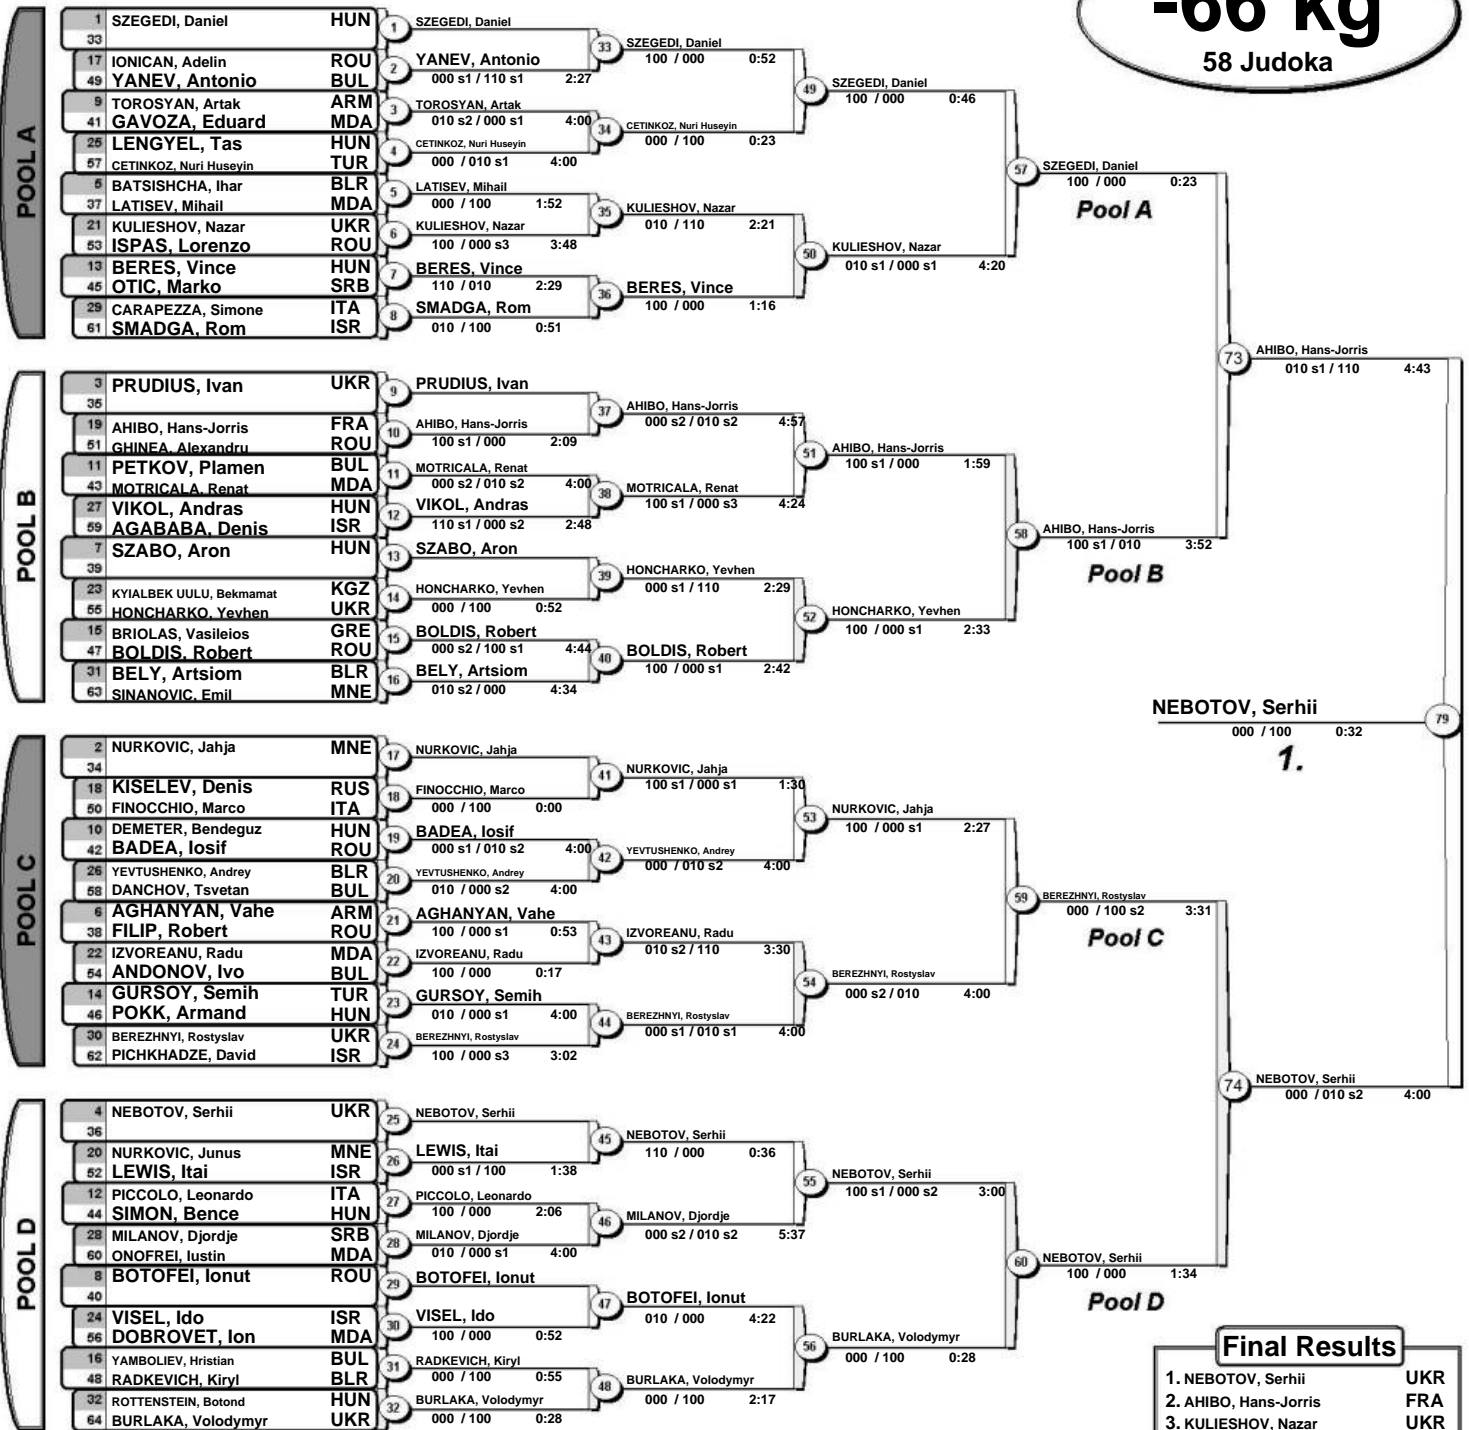 -66 kg
58 Judoka
POOL A
1 SZEGEDI, Daniel HUN
33
17 IONICAN, Adelin ROU
49 YANEV, Antonio BUL
9 TOROSYAN, Artak ARM
41 GAVOZA, Eduard MDA
25 LENGYEL, Tas HUN
57 CETINKOZ, Nuri Huseyin TUR
5 BATSISHCHA, Ihar BLR
37 LATISEV, Mihail MDA
21 KULIESHOV, Nazar UKR
53 ISPAS, Lorenzo ROU
13 BERES, Vince HUN
45 OTIC, Marko SRB
29 CARAPEZZA, Simone ITA
61 SMADGA, Rom ISR
1 SZEGEDI, Daniel
2 YANEV, Antonio
000 s1 / 110 s1 2:27
3 TOROSYAN, Artak
010 s2 / 000 s1 4:00
4 CETINKOZ, Nuri Huseyin
000 / 010 s1 4:00
5 LATISEV, Mihail
000 / 100 1:52
6 KULIESHOV, Nazar
100 / 000 s3 3:48
7 BERES, Vince
110 / 010 2:29
8 SMADGA, Rom
010 / 100 0:51
33 SZEGEDI, Daniel
100 / 000 0:52
34 CETINKOZ, Nuri Huseyin
000 / 100 0:23
35 KULIESHOV, Nazar
010 / 110 2:21
36 BERES, Vince
100 / 000 1:16
49 SZEGEDI, Daniel
100 / 000 0:46
50 KULIESHOV, Nazar
010 s1 / 000 s1 4:20
57 SZEGEDI, Daniel
100 / 000 0:23
Pool A
POOL B
3 PRUDIUS, Ivan UKR
35
19 AHIBO, Hans-Jorris FRA
51 GHINEA, Alexandru ROU
11 PETKOV, Plamen BUL
43 MOTRICALA, Renat MDA
27 VIKOL, Andras HUN
59 AGABABA, Denis ISR
7 SZABO, Aron HUN
39
23 KYIALBEK UULU, Bekmamat KGZ
55 HONCHARKO, Yevhen UKR
15 BRIOLAS, Vasileios GRE
47 BOLDIS, Robert ROU
31 BELY, Artsiom BLR
63 SINANOVIC, Emil MNE
9 PRUDIUS, Ivan
10 AHIBO, Hans-Jorris
100 s1 / 000 2:09
11 MOTRICALA, Renat
000 s2 / 010 s2 4:00
12 VIKOL, Andras
110 s1 / 000 s2 2:48
13 SZABO, Aron
14 HONCHARKO, Yevhen
000 / 100 0:52
15 BOLDIS, Robert
000 s2 / 100 s1 4:44
16 BELY, Artsiom
010 s2 / 000 4:34
37 AHIBO, Hans-Jorris
000 s2 / 010 s2 4:57
38 MOTRICALA, Renat
100 s1 / 000 s3 4:24
39 HONCHARKO, Yevhen
000 s1 / 110 2:29
40 BOLDIS, Robert
100 / 000 s1 2:42
51 AHIBO, Hans-Jorris
100 s1 / 000 1:59
52 HONCHARKO, Yevhen
100 / 000 s1 2:33
58 AHIBO, Hans-Jorris
100 s1 / 010 3:52
Pool B
73 AHIBO, Hans-Jorris
010 s1 / 110 4:43
NEBOTOV, Serhii 79
000 / 100 0:32
1.
POOL C
2 NURKOVIC, Jahja MNE
34
18 KISELEV, Denis RUS
50 FINOCCHIO, Marco ITA
10 DEMETER, Bendeguz HUN
42 BADEA, Iosif ROU
26 YEVTUSHENKO, Andrey BLR
58 DANCHOV, Tsvetan BUL
6 AGHANYAN, Vahe ARM
38 FILIP, Robert ROU
22 IZVOREANU, Radu MDA
54 ANDONOV, Ivo BUL
14 GURSOY, Semih TUR
46 POKK, Armand HUN
30 BEREZHNYI, Rostyslav UKR
62 PICHKHADZE, David ISR
17 NURKOVIC, Jahja
18 FINOCCHIO, Marco
000 / 100 0:00
19 BADEA, Iosif
000 s1 / 010 s2 4:00
20 YEVTUSHENKO, Andrey
010 / 000 s2 4:00
21 AGHANYAN, Vahe
100 / 000 s1 0:53
22 IZVOREANU, Radu
100 / 000 0:17
23 GURSOY, Semih
010 / 000 s1 4:00
24 BEREZHNYI, Rostyslav
100 / 000 s3 3:02
41 NURKOVIC, Jahja
100 s1 / 000 s1 1:30
42 YEVTUSHENKO, Andrey
000 / 010 s2 4:00
43 IZVOREANU, Radu
010 s2 / 110 3:30
44 BEREZHNYI, Rostyslav
000 s1 / 010 s1 4:00
53 NURKOVIC, Jahja
100 / 000 s1 2:27
54 BEREZHNYI, Rostyslav
000 s2 / 010 4:00
59 BEREZHNYI, Rostyslav
000 / 100 s2 3:31
Pool C
POOL D
4 NEBOTOV, Serhii UKR
36
20 NURKOVIC, Junus MNE
52 LEWIS, Itai ISR
12 PICCOLO, Leonardo ITA
44 SIMON, Bence HUN
28 MILANOV, Djordje SRB
60 ONOFREI, Iustin MDA
8 BOTOFEI, Ionut ROU
40
24 VISEL, Ido ISR
56 DOBROVET, Ion MDA
16 YAMBOLIEV, Hristian BUL
48 RADKEVICH, Kiryl BLR
32 ROTTENSTEIN, Botond HUN
64 BURLAKA, Volodymyr UKR
25 NEBOTOV, Serhii
26 LEWIS, Itai
000 s1 / 100 1:38
27 PICCOLO, Leonardo
100 / 000 2:06
28 MILANOV, Djordje
010 / 000 s1 4:00
29 BOTOFEI, Ionut
30 VISEL, Ido
100 / 000 0:52
31 RADKEVICH, Kiryl
000 / 100 0:55
32 BURLAKA, Volodymyr
000 / 100 0:28
45 NEBOTOV, Serhii
110 / 000 0:36
46 MILANOV, Djordje
000 s2 / 010 s2 5:37
47 BOTOFEI, Ionut
010 / 000 4:22
48 BURLAKA, Volodymyr
000 / 100 2:17
55 NEBOTOV, Serhii
100 s1 / 000 s2 3:00
56 BURLAKA, Volodymyr
000 / 100 0:28
60 NEBOTOV, Serhii
100 / 000 1:34
Pool D
74 NEBOTOV, Serhii
000 / 010 s2 4:00
Final Results
1. NEBOTOV, Serhii UKR
2. AHIBO, Hans-Jorris FRA
3. KULIESHOV, Nazar UKR